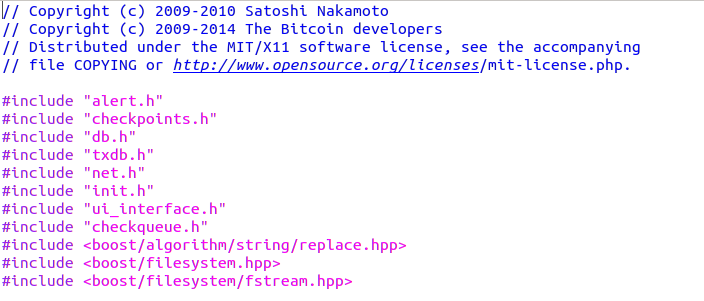 // Copyright (c) 2009-2010 Satoshi Nakamoto
// Copyright (c) 2009-2014 The Bitcoin developers
// Distributed under the MIT/X11 software license, see the accompanying
// file COPYING or http://www.opensource.org/licenses/mit-license.php.

#include "alert.h"
#include "checkpoints.h"
#include "db.h"
#include "txdb.h"
#include "net.h"
#include "init.h"
#include "ui_interface.h"
#include "checkqueue.h"
#include <boost/algorithm/string/replace.hpp>
#include <boost/filesystem.hpp>
#include <boost/filesystem/fstream.hpp>